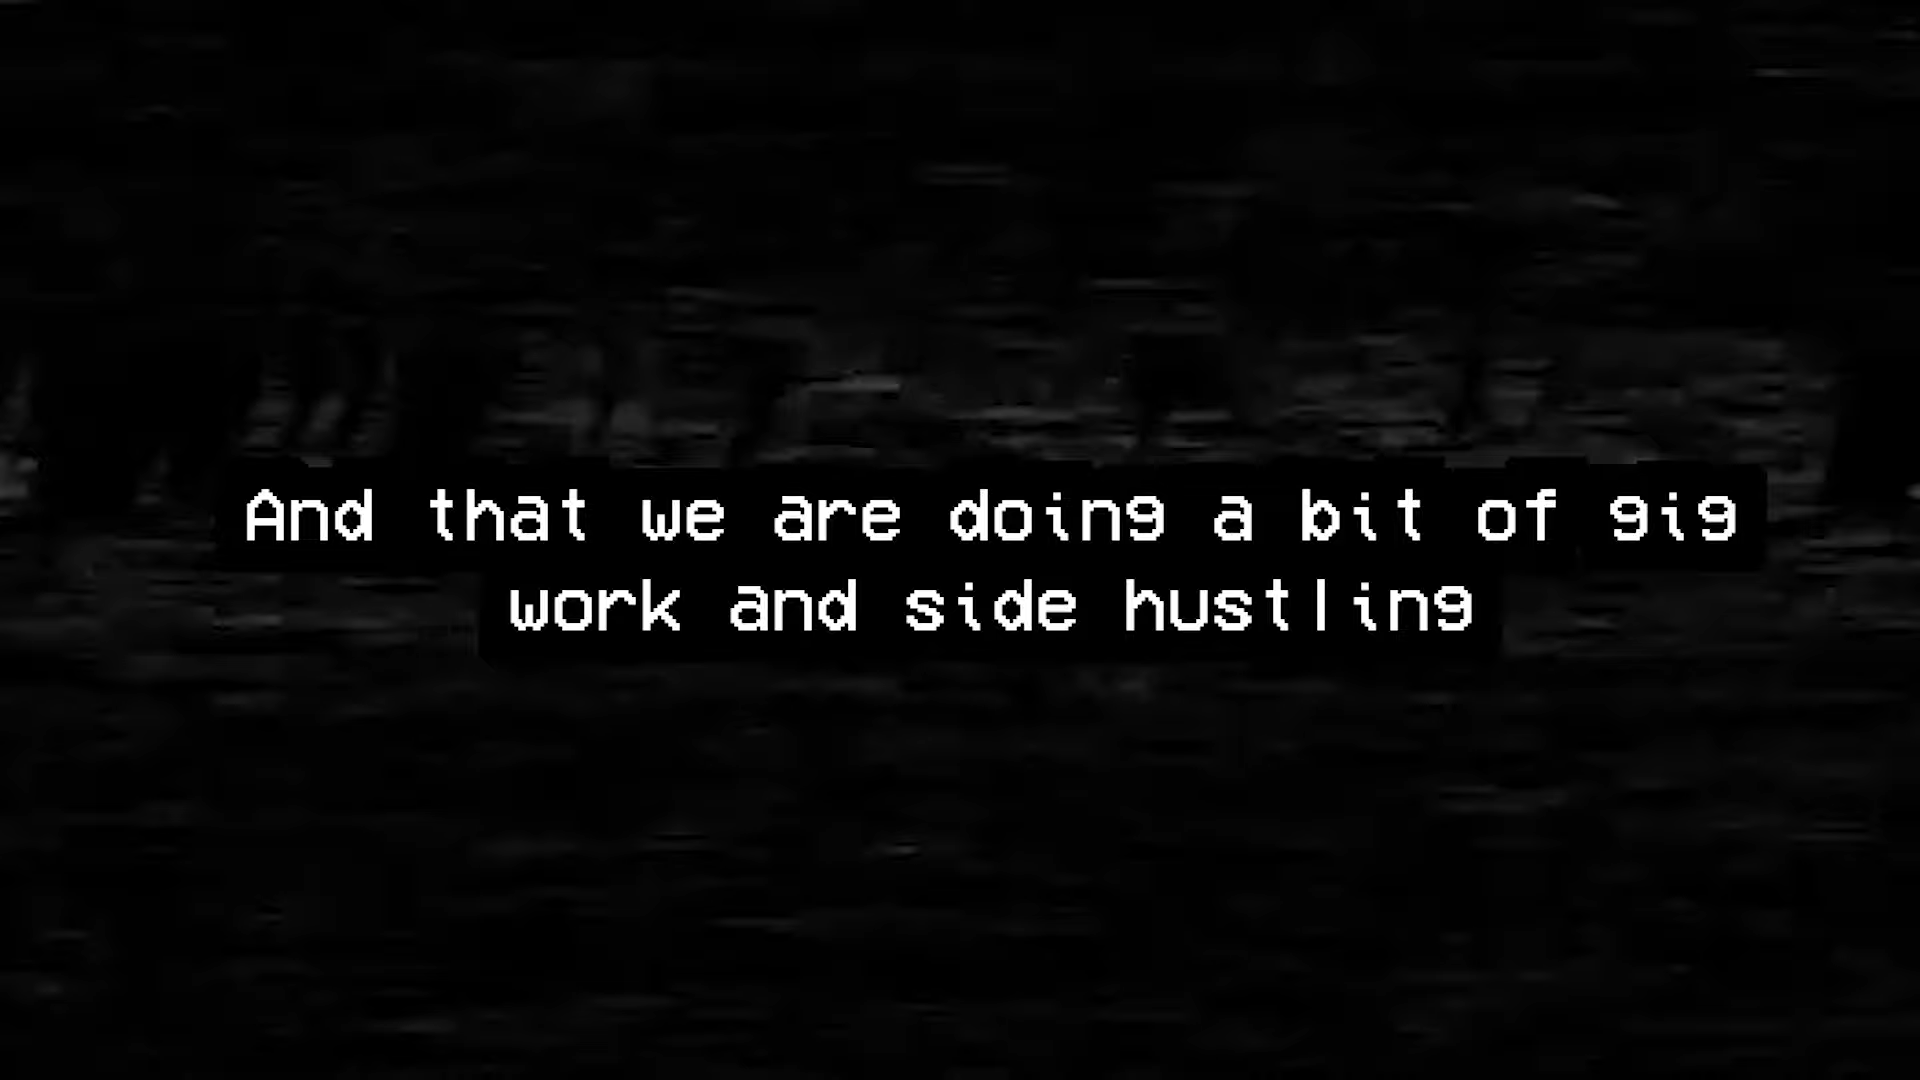 And that we are doing a bit of gig
work and side hustling